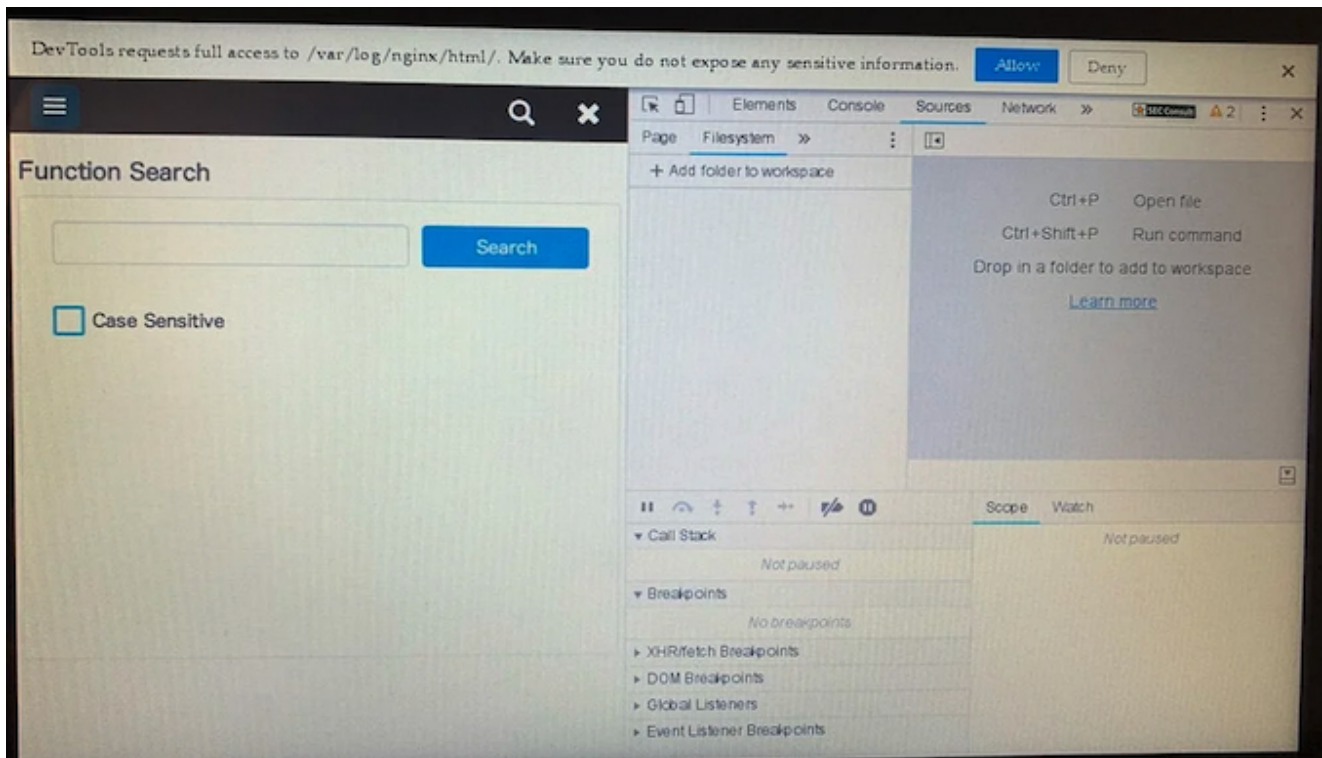 DevTools requests full access to /var/log/nginx/html/. Make sure you do not expose any sensitive information. Allow Deny
Elements Console Sources Network
SEC Consult 2
Page Filesystem
+ Add folder to workspace
Function Search
Search
Case Sensitive
Ctrl+P Open file
Ctrl+Shift+P Run command
Drop in a folder to add to workspace
Learn more
Scope Watch
Call Stack
Not paused
Not paused
Breakpoints
No breakpoints
XHR/fetch Breakpoints
DOM Breakpoints
Global Listeners
Event Listener Breakpoints